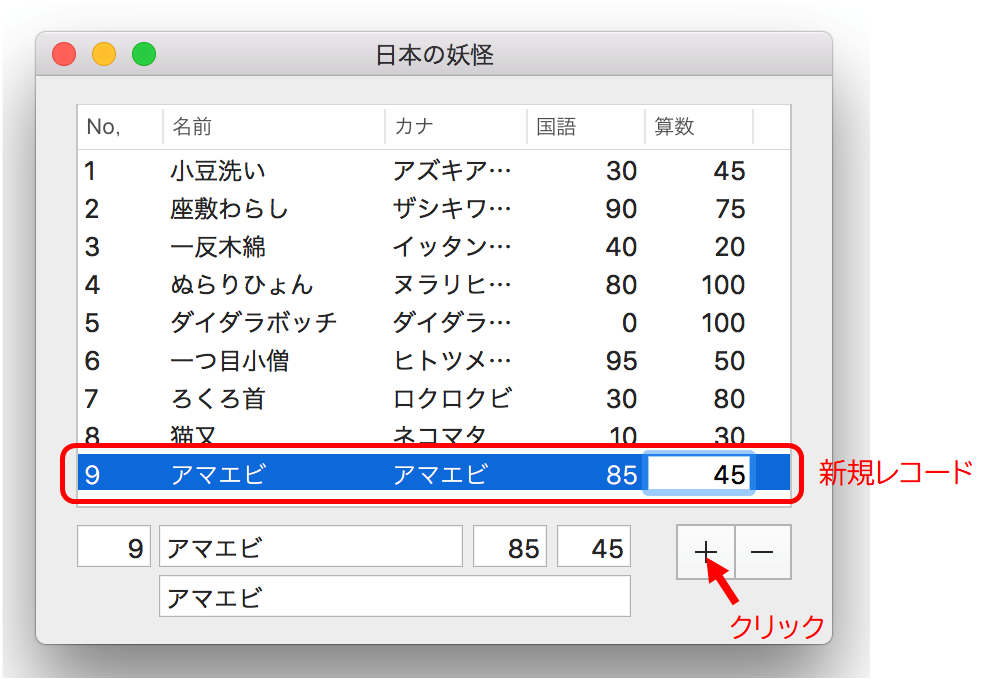 日本の妖怪
No, 名前 カナ 国語 算数
1 小豆洗い アズキア… 30 45
2 座敷わらし ザシキワ… 90 75
3 一反木綿 イッタン… 40 20
4 ぬらりひょん ヌラリヒ… 80 100
5 ダイダラボッチ ダイダラ… 0 100
6 一つ目小僧 ヒトツメ… 95 50
7 ろくろ首 ロクロクビ 30 80
8 猫又 ネコマタ 10 30
9 アマエビ アマエビ 85 45
新規レコード
9 アマエビ 85 45
アマエビ
クリック